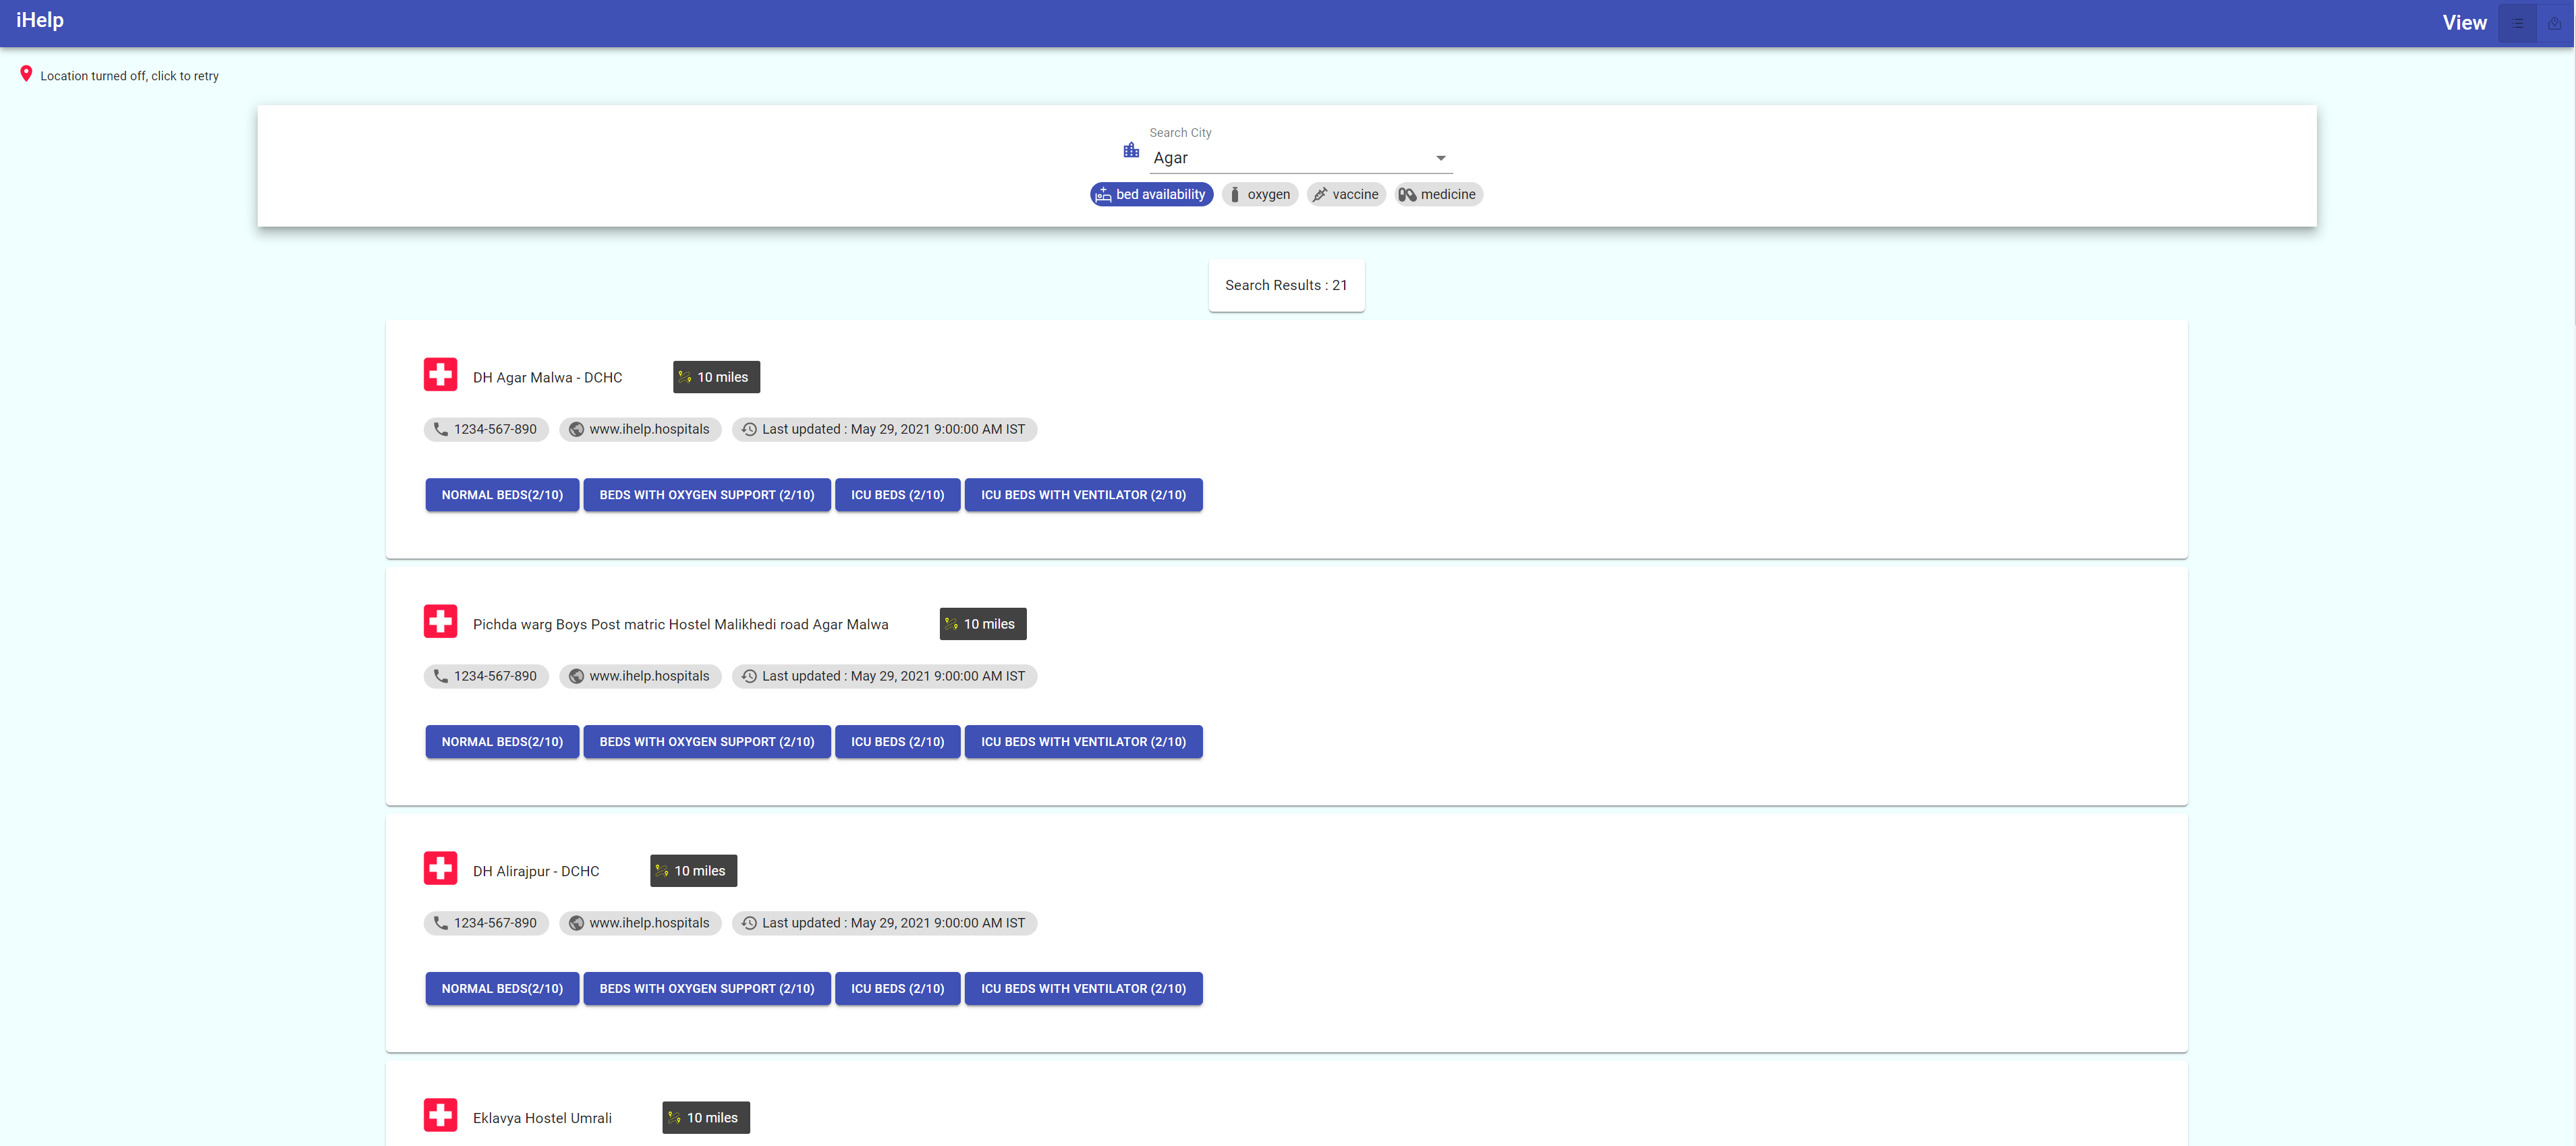 iHelp
View
Location turned off, click to retry
Search City
Agar
bed availability oxygen vaccine medicine
Search Results : 21
DH Agar Malwa - DCHC 10 miles
1234-567-890 www.ihelp.hospitals Last updated : May 29, 2021 9:00:00 AM IST
NORMAL BEDS(2/10) BEDS WITH OXYGEN SUPPORT (2/10) ICU BEDS (2/10) ICU BEDS WITH VENTILATOR (2/10)
Pichda warg Boys Post matric Hostel Malikhedi road Agar Malwa 10 miles
1234-567-890 www.ihelp.hospitals Last updated : May 29, 2021 9:00:00 AM IST
NORMAL BEDS(2/10) BEDS WITH OXYGEN SUPPORT (2/10) ICU BEDS (2/10) ICU BEDS WITH VENTILATOR (2/10)
DH Alirajpur - DCHC 10 miles
1234-567-890 www.ihelp.hospitals Last updated : May 29, 2021 9:00:00 AM IST
NORMAL BEDS(2/10) BEDS WITH OXYGEN SUPPORT (2/10) ICU BEDS (2/10) ICU BEDS WITH VENTILATOR (2/10)
Eklavya Hostel Umrali 10 miles